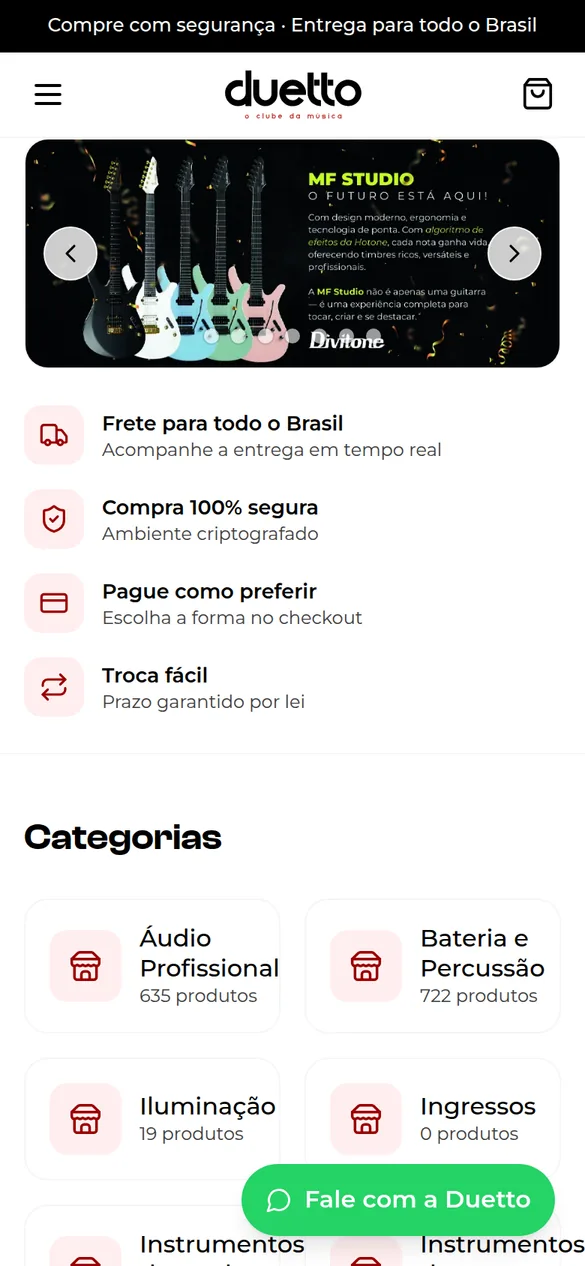 Compre com segurança · Entrega para todo o Brasil
duetto
o clube da música
MF STUDIO
O FUTURO ESTÁ AQUI!
Com design moderno, ergonomia e
tecnologia de ponta. Com algoritmo de
efeitos da Hotone, cada nota ganha vida,
oferecendo timbres ricos, versáteis e
profissionais.
A MF Studio não é apenas uma guitarra
— é uma experiência completa para
tocar, criar e se destacar.
Divitone
Frete para todo o Brasil
Acompanhe a entrega em tempo real
Compra 100% segura
Ambiente criptografado
Pague como preferir
Escolha a forma no checkout
Troca fácil
Prazo garantido por lei
Categorias
Áudio
Profissional
635 produtos
Bateria e
Percussão
722 produtos
Iluminação
19 produtos
Ingressos
0 produtos
Fale com a Duetto
Instrumentos
Instrumentos